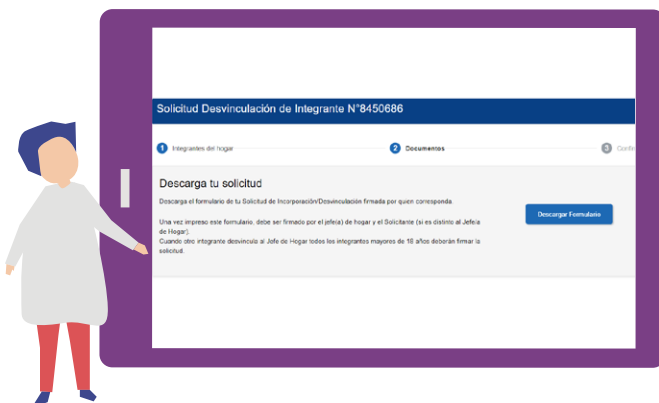 Solicitud Desvinculación de Integrante N°8450686
1 Integrantes del hogar 2 Documentos 3 Confir
Descarga tu solicitud
Descarga el formulario de tu Solicitud de Incorporación/Desvinculación firmada por quien corresponda.
Descargar Formulario
Una vez impreso este formulario, debe ser firmado por el jefe(a) de hogar y el Solicitante (si es distinto al Jefe/a
de Hogar).
Cuando otro integrante desvincula al Jefe de Hogar todos los integrantes mayores de 18 años deberán firmar la
solicitud.